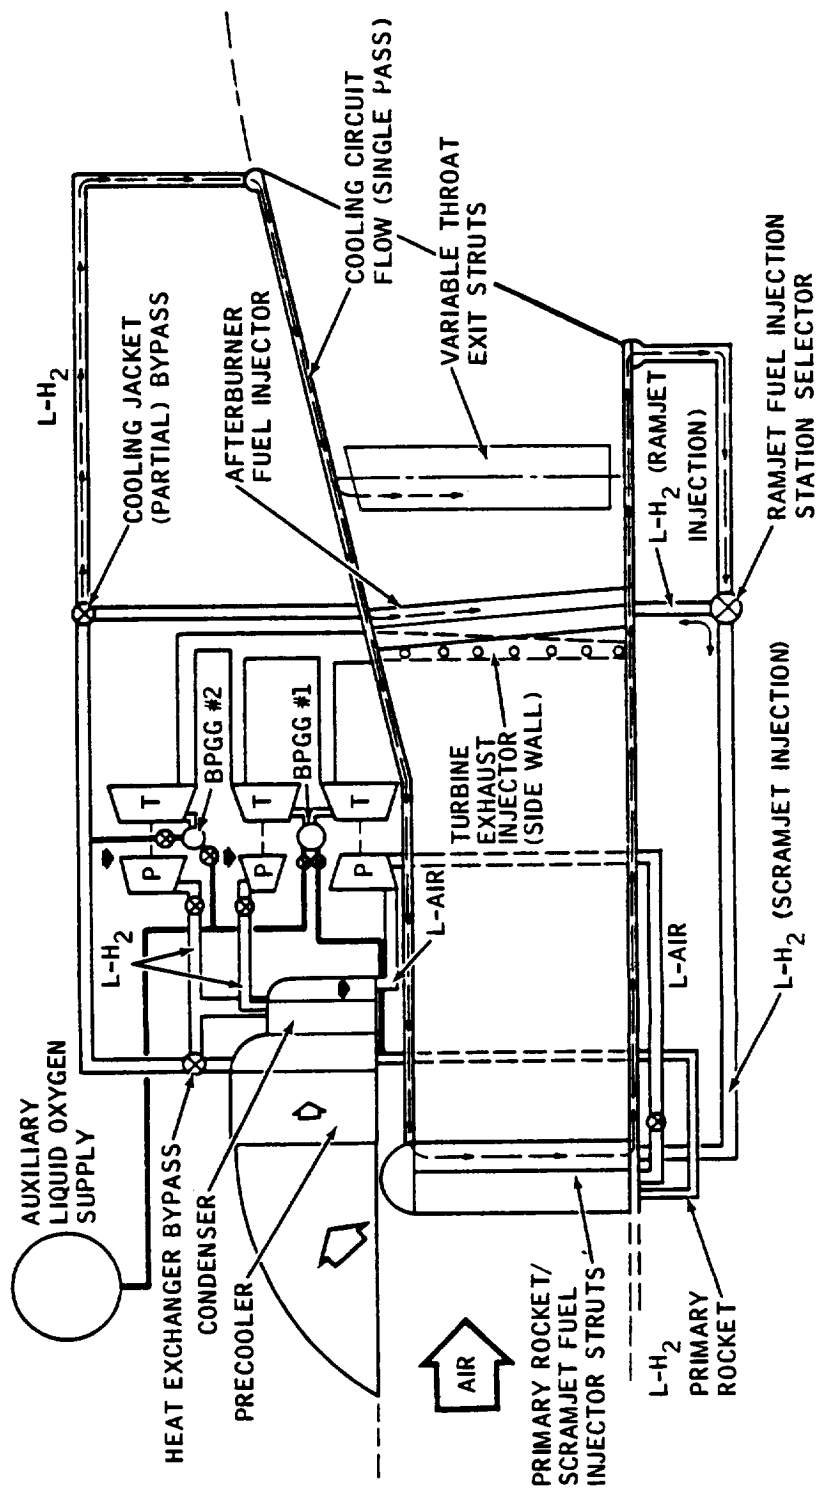 AUXILIARY
LIQUID OXYGEN
SUPPLY
HEAT EXCHANGER BYPASS
CONDENSER
PRECOOLER
AIR
PRIMARY ROCKET/
SCRAMJET FUEL
INJECTOR STRUTS
L-H2
PRIMARY
ROCKET
L-H2
P
P
P
T
T
T
BPGG #2
BPGG #1
L-AIR
L-AIR
L-H2 (SCRAMJET INJECTION)
TURBINE
EXHAUST
INJECTOR
(SIDE WALL)
L-H2
COOLING JACKET
(PARTIAL) BYPASS
AFTERBURNER
FUEL INJECTOR
COOLING CIRCUIT
FLOW (SINGLE PASS)
VARIABLE THROAT
EXIT STRUTS
L-H2 (RAMJET
INJECTION)
RAMJET FUEL INJECTION
STATION SELECTOR